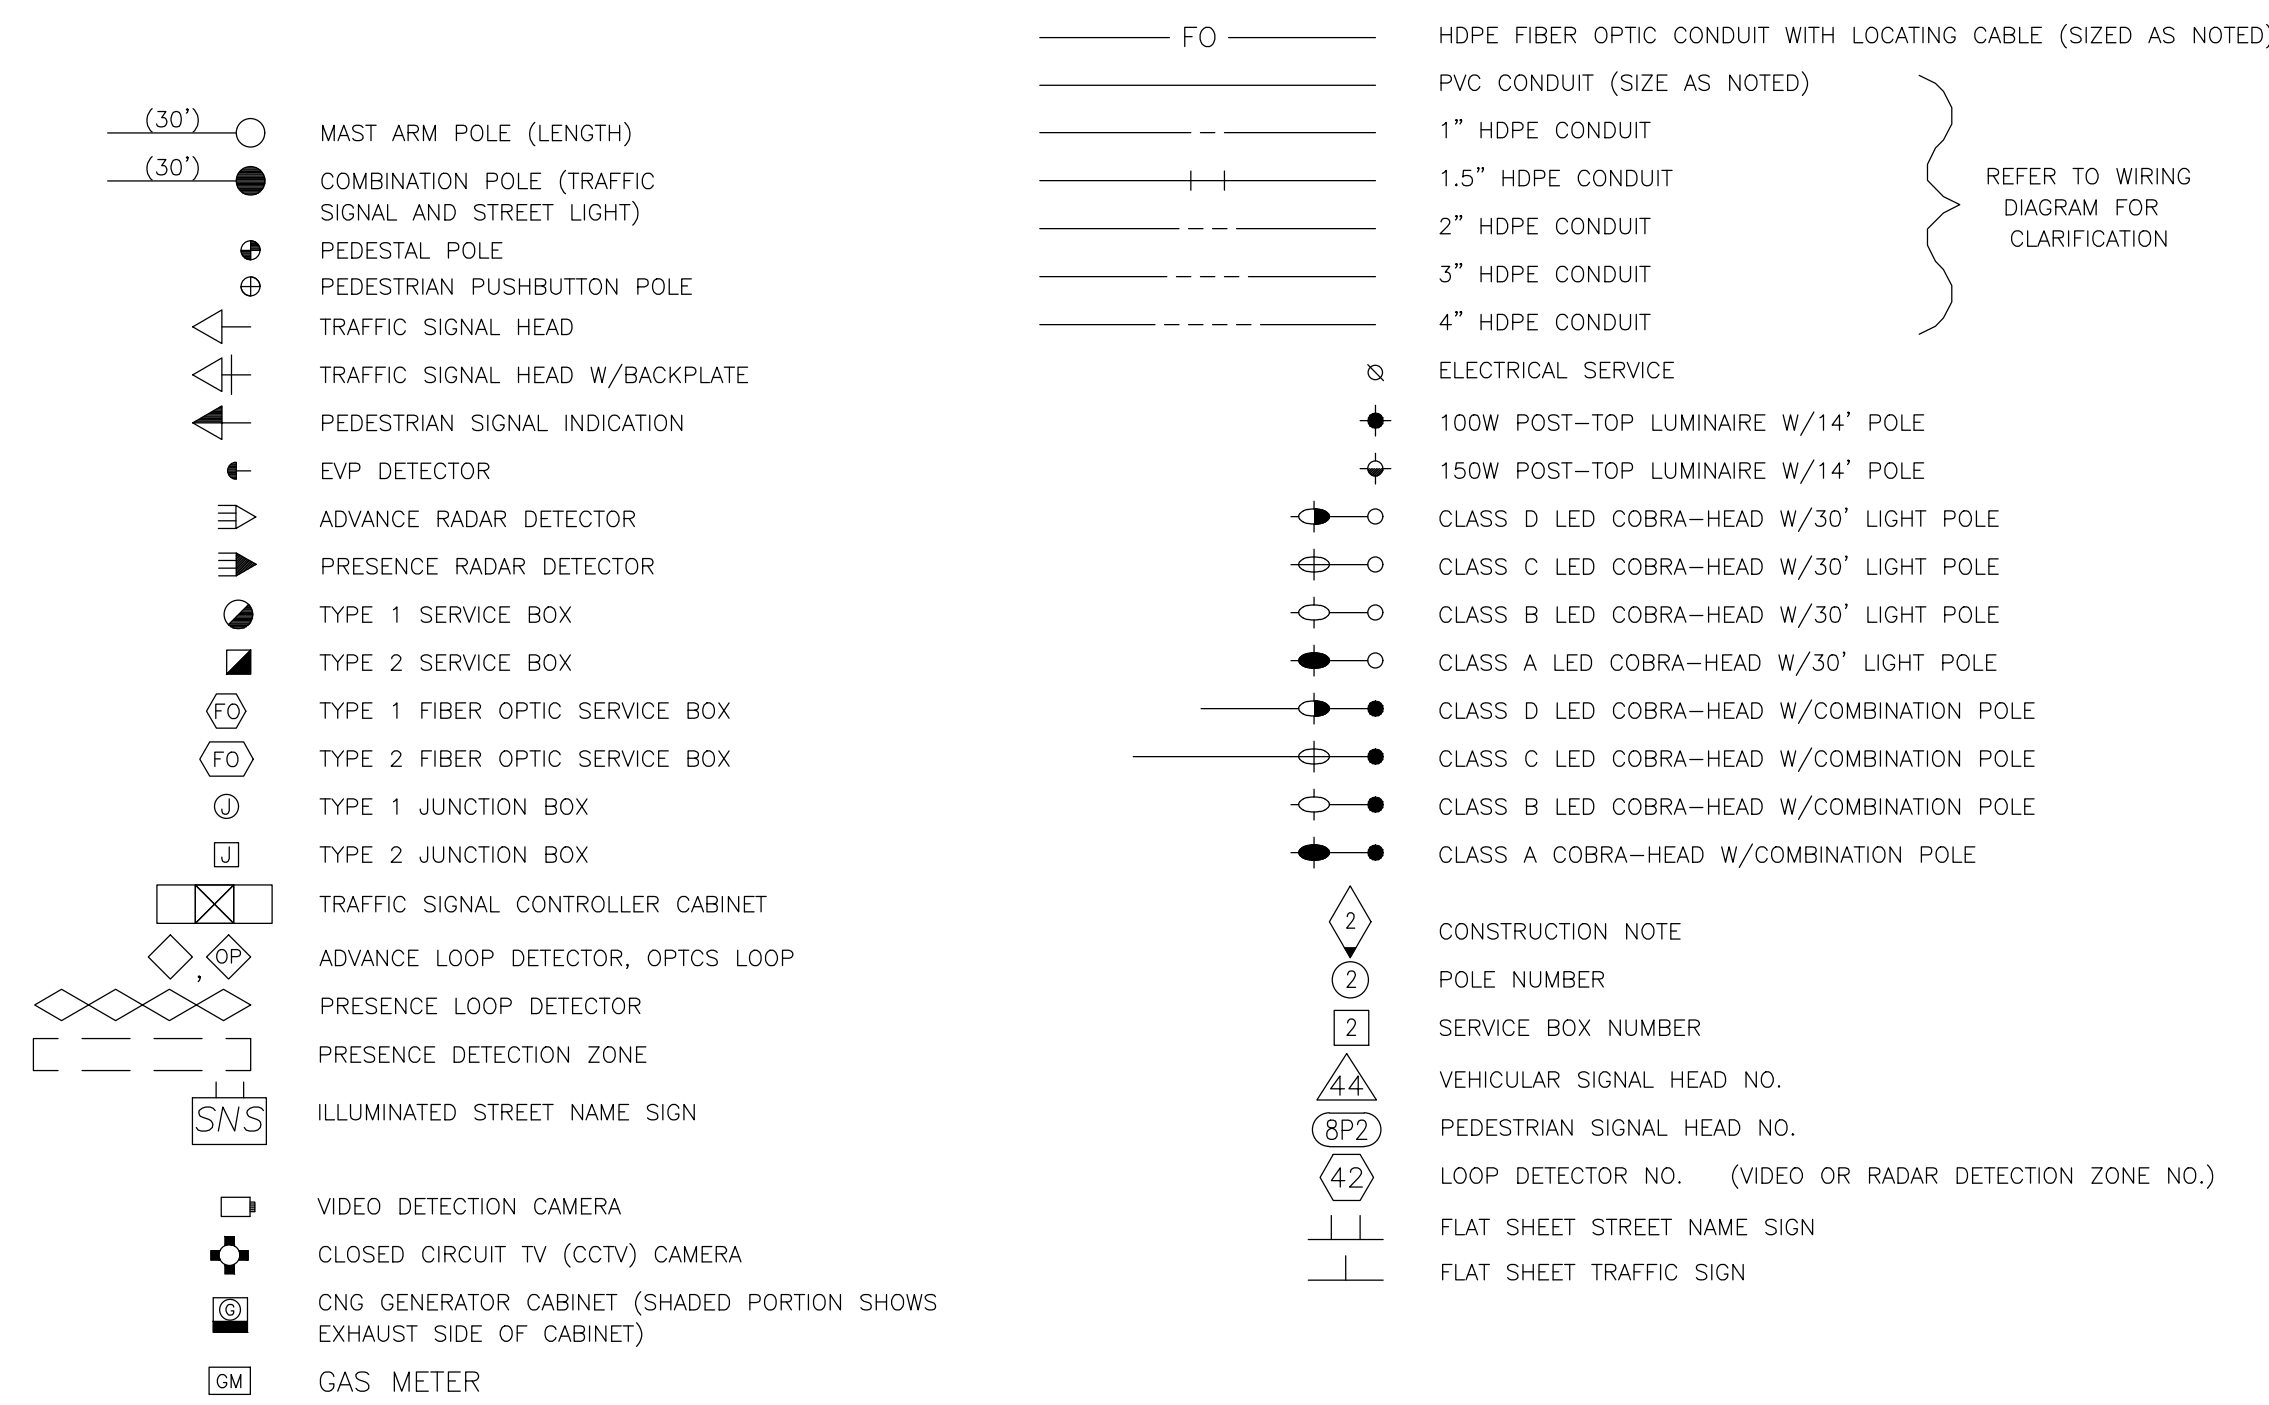 (30') MAST ARM POLE (LENGTH)
(30') COMBINATION POLE (TRAFFIC
SIGNAL AND STREET LIGHT)
PEDESTAL POLE
PEDESTRIAN PUSHBUTTON POLE
TRAFFIC SIGNAL HEAD
TRAFFIC SIGNAL HEAD W/BACKPLATE
PEDESTRIAN SIGNAL INDICATION
EVP DETECTOR
ADVANCE RADAR DETECTOR
PRESENCE RADAR DETECTOR
TYPE 1 SERVICE BOX
TYPE 2 SERVICE BOX
FO TYPE 1 FIBER OPTIC SERVICE BOX
FO TYPE 2 FIBER OPTIC SERVICE BOX
J TYPE 1 JUNCTION BOX
J TYPE 2 JUNCTION BOX
TRAFFIC SIGNAL CONTROLLER CABINET
, OP ADVANCE LOOP DETECTOR, OPTCS LOOP
PRESENCE LOOP DETECTOR
PRESENCE DETECTION ZONE
SNS ILLUMINATED STREET NAME SIGN
VIDEO DETECTION CAMERA
CLOSED CIRCUIT TV (CCTV) CAMERA
G CNG GENERATOR CABINET (SHADED PORTION SHOWS
EXHAUST SIDE OF CABINET)
GM GAS METER
FO HDPE FIBER OPTIC CONDUIT WITH LOCATING CABLE (SIZED AS NOTED)
PVC CONDUIT (SIZE AS NOTED)
1" HDPE CONDUIT
1.5" HDPE CONDUIT
2" HDPE CONDUIT
3" HDPE CONDUIT
4" HDPE CONDUIT
REFER TO WIRING
DIAGRAM FOR
CLARIFICATION
ELECTRICAL SERVICE
100W POST-TOP LUMINAIRE W/14' POLE
150W POST-TOP LUMINAIRE W/14' POLE
CLASS D LED COBRA-HEAD W/30' LIGHT POLE
CLASS C LED COBRA-HEAD W/30' LIGHT POLE
CLASS B LED COBRA-HEAD W/30' LIGHT POLE
CLASS A LED COBRA-HEAD W/30' LIGHT POLE
CLASS D LED COBRA-HEAD W/COMBINATION POLE
CLASS C LED COBRA-HEAD W/COMBINATION POLE
CLASS B LED COBRA-HEAD W/COMBINATION POLE
CLASS A COBRA-HEAD W/COMBINATION POLE
2 CONSTRUCTION NOTE
2 POLE NUMBER
2 SERVICE BOX NUMBER
44 VEHICULAR SIGNAL HEAD NO.
8P2 PEDESTRIAN SIGNAL HEAD NO.
42 LOOP DETECTOR NO. (VIDEO OR RADAR DETECTION ZONE NO.)
FLAT SHEET STREET NAME SIGN
FLAT SHEET TRAFFIC SIGN